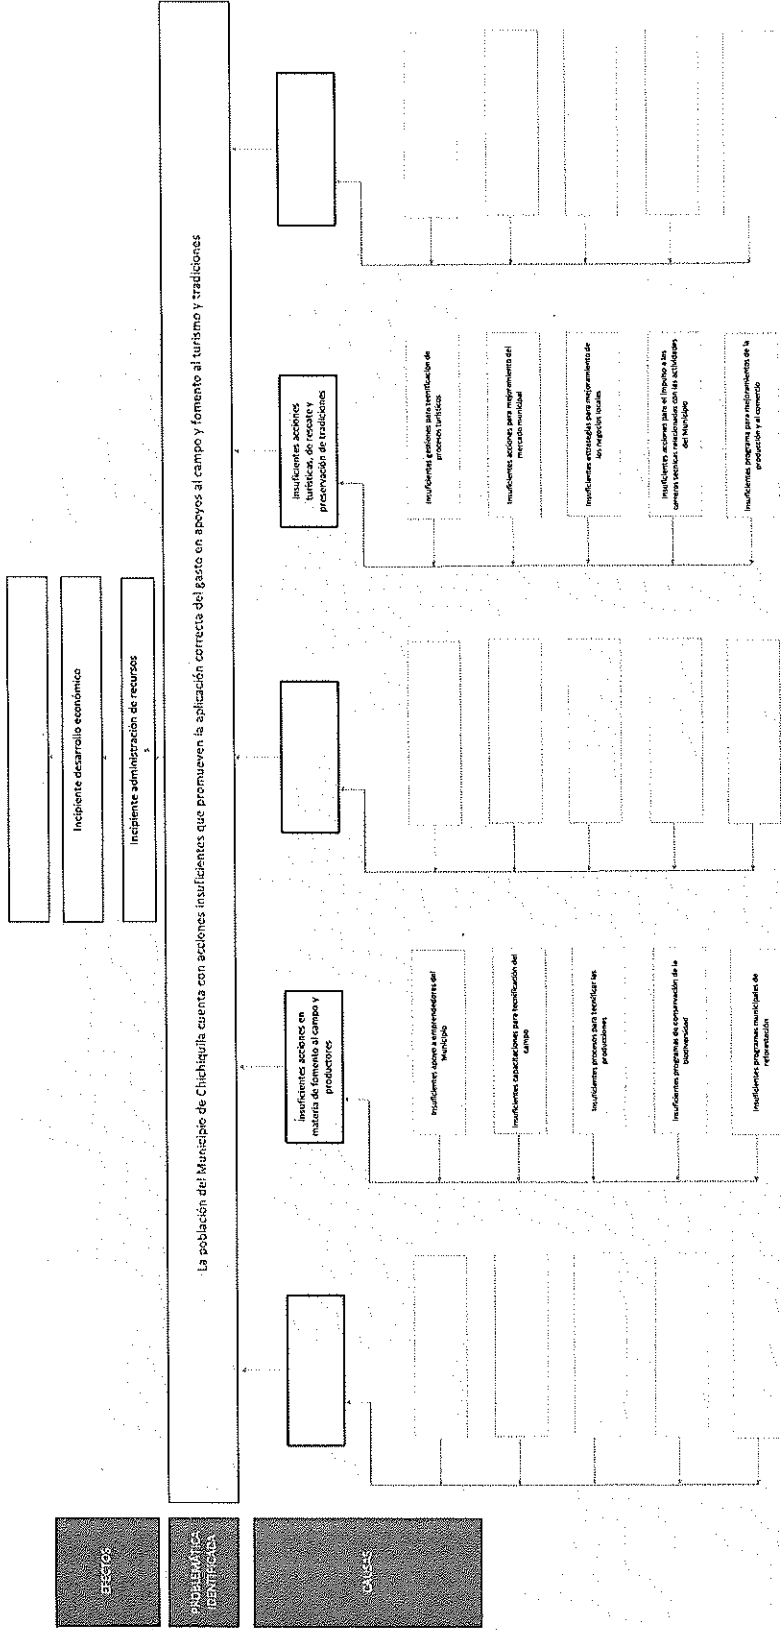 EFECTOS
Incipiente desarrollo económico
Incipiente administración de recursos
s
PROBLEMÁTICA
IDENTIFICADA
La población del Municipio de Chichiquila cuenta con acciones insuficientes que promueven la aplicación correcta del gasto en apoyos al campo y fomento al turismo y tradiciones
CAUSAS
Insuficientes acciones en
materia de fomento al campo y
productores
Insuficientes apoyo a emprendedores del
Municipio
Insuficientes capacitaciones para tecnificación del
campo
Insuficientes procesos para tecnificar las
producciones
Insuficientes programas de conservación de la
biodiversidad
Insuficientes programas municipales de
reforestación
Insuficientes acciones
turísticas, de rescate y
preservación de tradiciones
Insuficientes gestiones para tecnificación de
procesos turísticos
Insuficientes acciones para mejoramiento del
mercado municipal
Insuficientes estrategias para mejoramiento de
los negocios locales
Insuficientes acciones para el impulso a las
carreras técnicas relacionadas con las actividades
del Municipio
Insuficientes programa para mejoramientos de la
producción y al comercio